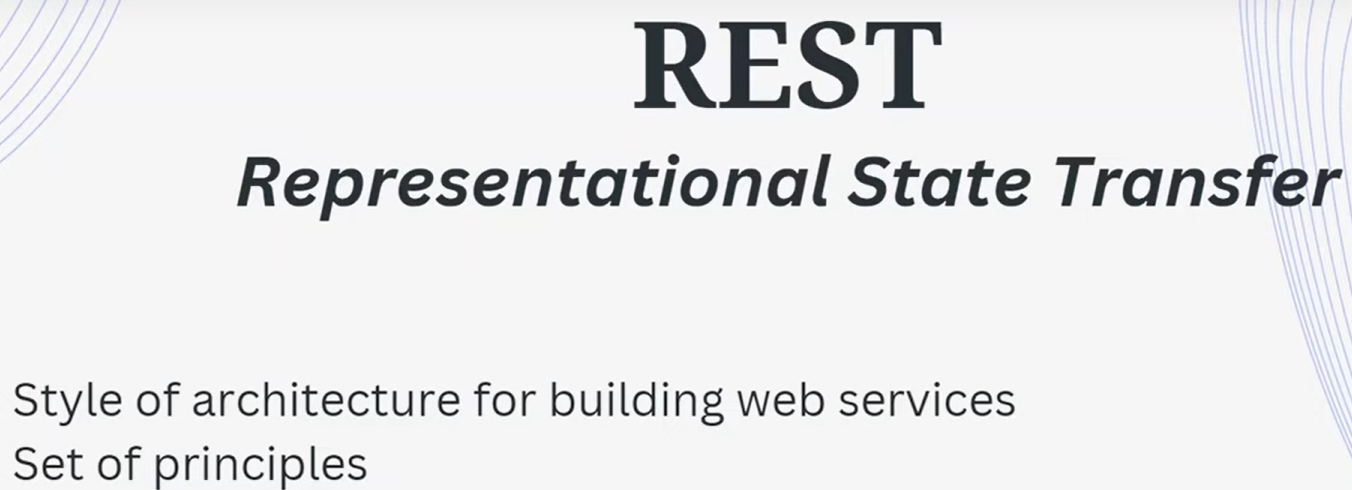 REST
Representational State Transfer
Style of architecture for building web services
Set of principles